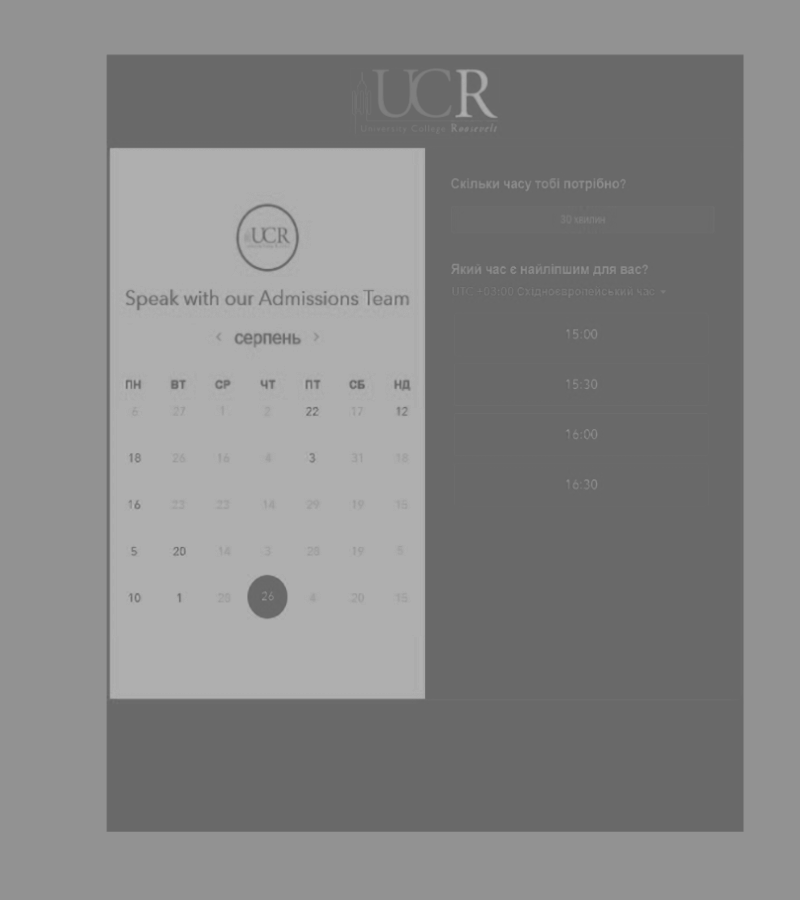 UCR
University College Roosevelt
UCR
Speak with our Admissions Team
серпень
ПН ВТ СР ЧТ ПТ СБ НД
6 27 1 2 22 17 12
18 26 16 4 3 31 18
16 22 23 14 29 19 15
5 20 14 3 28 19 5
10 1 28 26 4 20 15
Скільки часу тобі потрібно?
30 хвилин
Який час є найліпшим для вас?
UTC +03:00 Східноєвропейський час
15:00
15:30
16:00
16:30